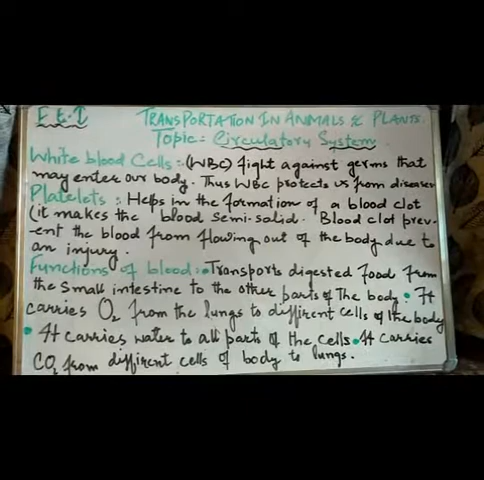 TRANSPORTATION IN ANIMALS & PLANTS
Topic: Circulatory System
White blood Cells:- (WBC) fight against germs that
may enter our body. Thus WBC protects us from diseases
Platelets: Helps in the formation of a blood clot
(it makes the blood semi-solid. Blood clot prev-
ent the blood from flowing out of the body due to
an injury.
Functions of blood: • Transports digested food from
the small intestine to the other parts of the body • It
carries O2 from the lungs to diffirent cells of the body
• It carries water to all parts of the cells • It carries
CO2 from diffirent cells of body to lungs.